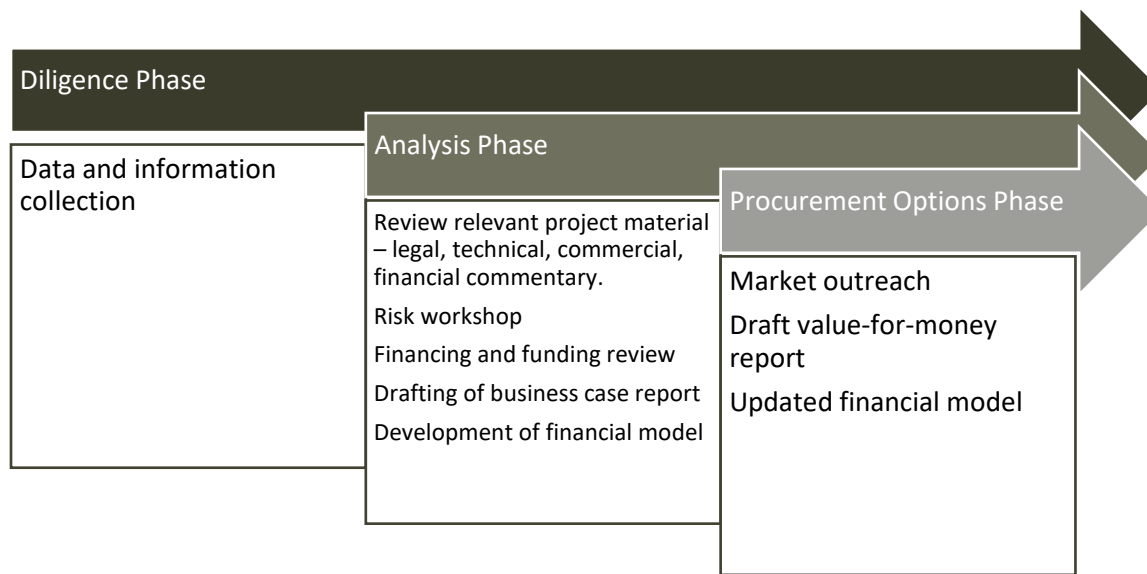 Diligence Phase
Data and information
collection
Analysis Phase
Review relevant project material
– legal, technical, commercial,
financial commentary.
Risk workshop
Financing and funding review
Drafting of business case report
Development of financial model
Procurement Options Phase
Market outreach
Draft value-for-money
report
Updated financial model